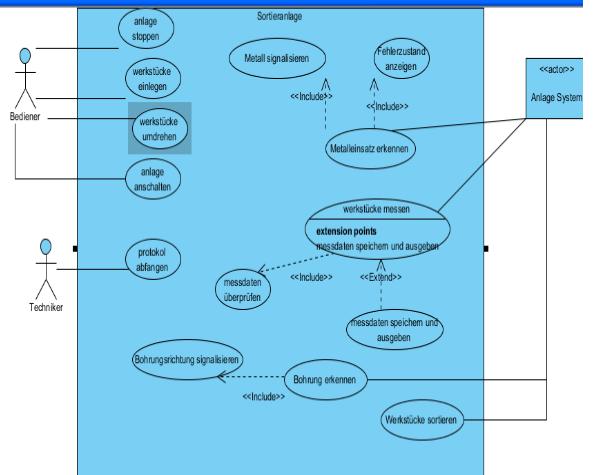 Sortieranlage
anlage
stoppen
Metall signalisieren
Fehlerzustand
anzeigen
<<actor>>
Anlage System
werkstücke
einlegen
<<Include>>
<<Include>>
Bediener
werkstücke
umdrehen
Metalleinsatz erkennen
anlage
anschalten
werkstücke messen
extension points
messdaten speichern und ausgeben
protokol
abfangen
Techniker
messdaten
überprüfen
<<Include>>
<<Extend>>
messdaten speichern und
ausgeben
Bohrungsrichtung signalisieren
Bohrung erkennen
<<Include>>
Werkstücke sortieren